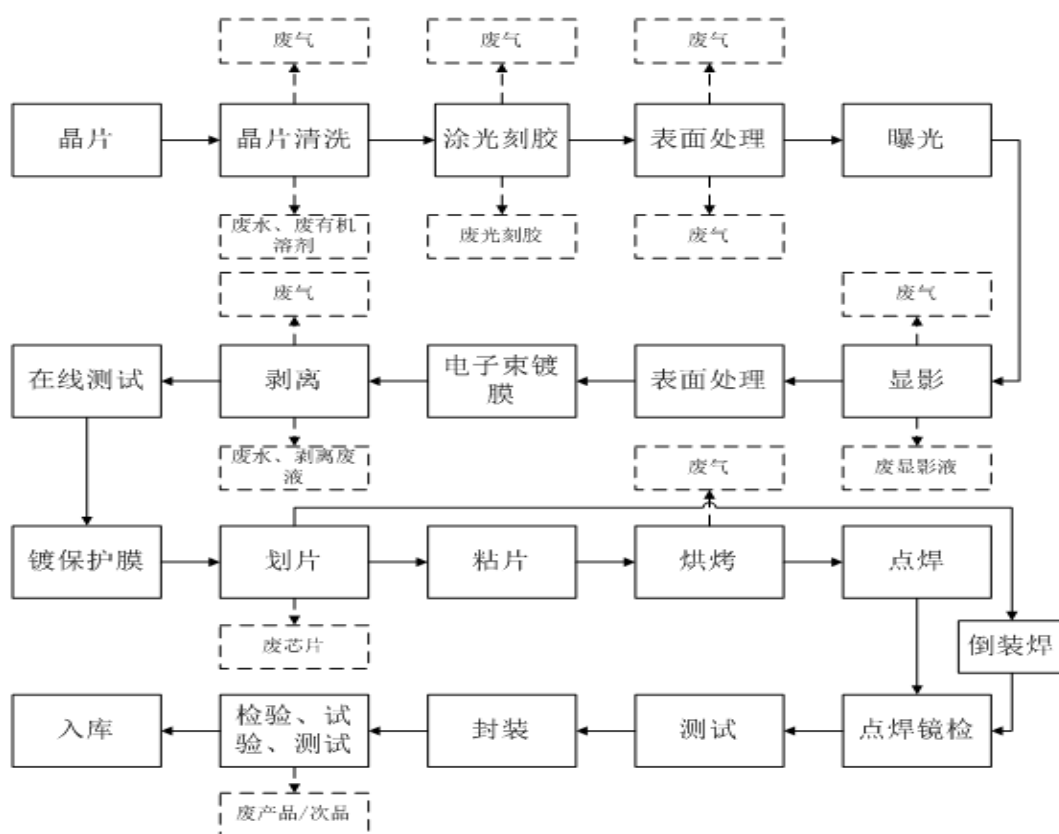 废气
废气
废气
晶片
晶片清洗
涂光刻胶
表面处理
曝光
废水、废有机
溶剂
废光刻胶
废气
废气
废气
在线测试
剥离
电子束镀
膜
表面处理
显影
废水、剥离废
液
废气
废显影液
镀保护膜
划片
粘片
烘烤
点焊
废芯片
倒装焊
入库
检验、试
验、测试
封装
测试
点焊镜检
废产品/次品